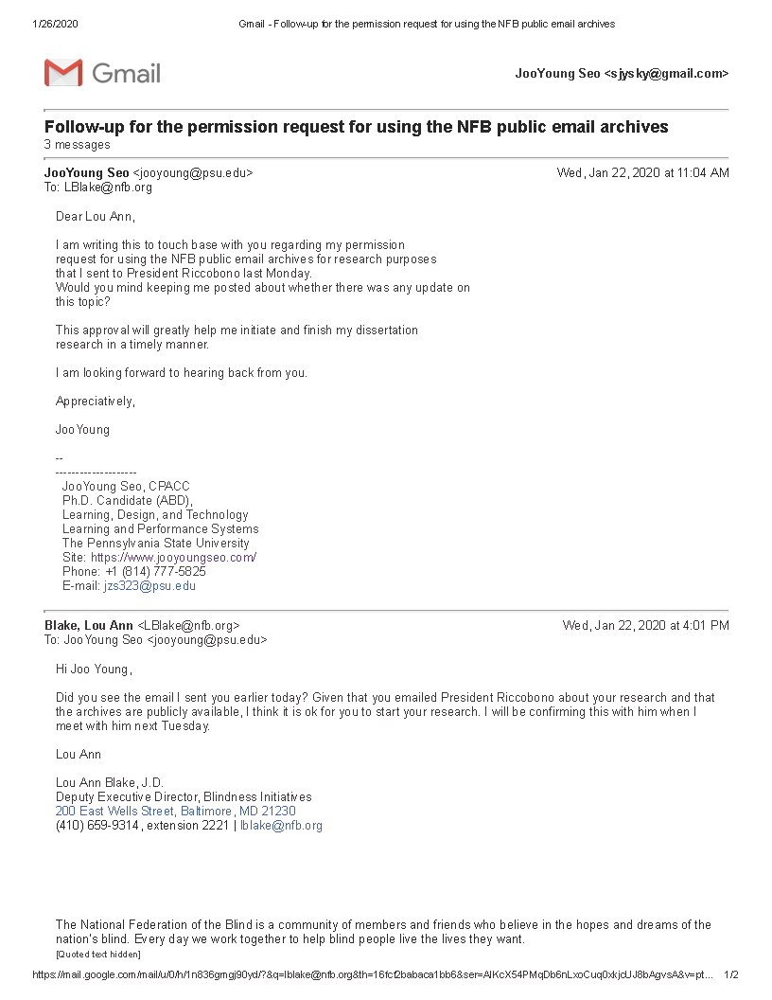 1/26/2020 Gmail - Follow-up for the permission request for using the NFB public email archives
Gmail
JooYoung Seo <sjysky@gmail.com>
Follow-up for the permission request for using the NFB public email archives
3 messages
JooYoung Seo <jooyoung@psu.edu> Wed, Jan 22, 2020 at 11:04 AM
To: LBlake@nfb.org
Dear Lou Ann,
I am writing this to touch base with you regarding my permission
request for using the NFB public email archives for research purposes
that I sent to President Riccobono last Monday.
Would you mind keeping me posted about whether there was any update on
this topic?
This approval will greatly help me initiate and finish my dissertation
research in a timely manner.
I am looking forward to hearing back from you.
Appreciatively,
JooYoung
--
--------------------
JooYoung Seo, CPACC
Ph.D. Candidate (ABD),
Learning, Design, and Technology
Learning and Performance Systems
The Pennsylvania State University
Site: https://www.jooyoungseo.com/
Phone: +1 (814) 777-5825
E-mail: jzs323@psu.edu
Blake, Lou Ann <LBlake@nfb.org> Wed, Jan 22, 2020 at 4:01 PM
To: JooYoung Seo <jooyoung@psu.edu>
Hi Joo Young,
Did you see the email I sent you earlier today? Given that you emailed President Riccobono about your research and that
the archives are publicly available, I think it is ok for you to start your research. I will be confirming this with him when I
meet with him next Tuesday.
Lou Ann
Lou Ann Blake, J.D.
Deputy Executive Director, Blindness Initiatives
200 East Wells Street, Baltimore, MD 21230
(410) 659-9314, extension 2221 | lblake@nfb.org
The National Federation of the Blind is a community of members and friends who believe in the hopes and dreams of the
nation's blind. Every day we work together to help blind people live the lives they want.
[Quoted text hidden]
https://mail.google.com/mail/u/0/h/1n836gmgj90yd/?&q=lblake@nfb.org&th=16fcf2babaca1bb6&ser=AIKcX54PMqDb6nLxoCuq0xkjcUJ8bAgvsA&v=pt... 1/2